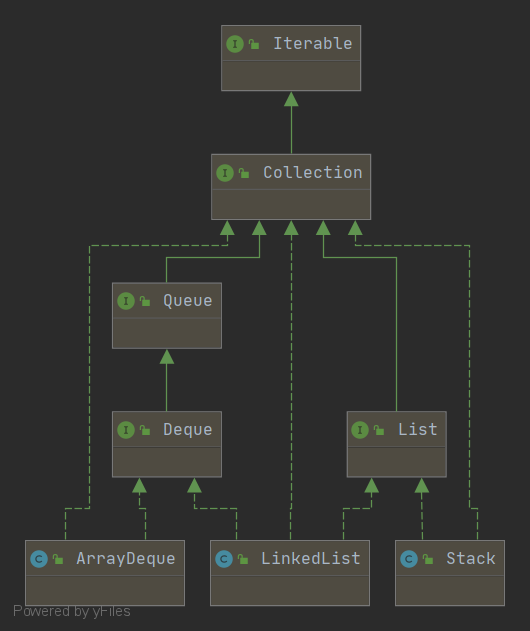 I Iterable
I Collection
I Queue
I Deque
I List
C ArrayDeque
C LinkedList
C Stack
Powered by yFiles